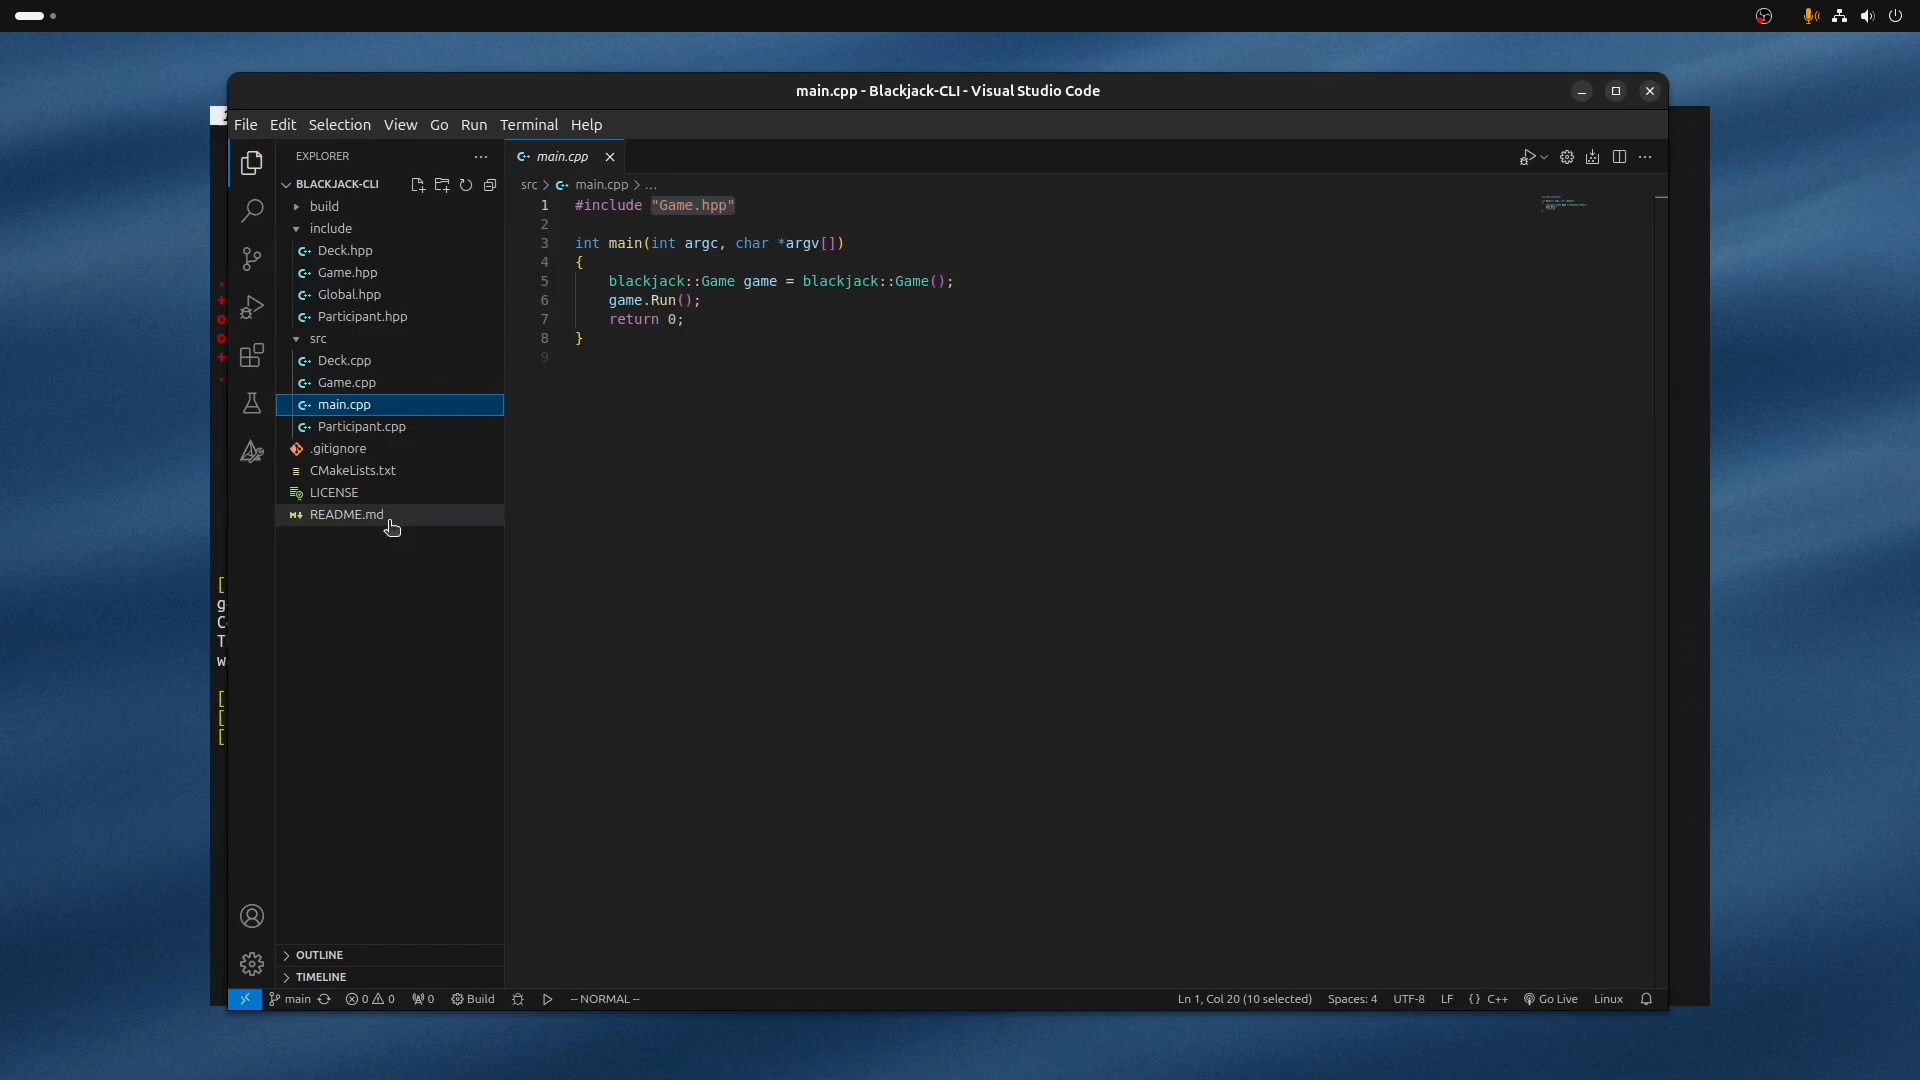 main.cpp - Blackjack-CLI - Visual Studio Code
File Edit Selection View Go Run Terminal Help
EXPLORER
BLACKJACK-CLI
build
include
Deck.hpp
Game.hpp
Global.hpp
Participant.hpp
src
Deck.cpp
Game.cpp
main.cpp
Participant.cpp
.gitignore
CMakeLists.txt
LICENSE
README.md
OUTLINE
TIMELINE
main.cpp
src > main.cpp > ...
1 #include "Game.hpp"
2
3 int main(int argc, char *argv[])
4 {
5 blackjack::Game game = blackjack::Game();
6 game.Run();
7 return 0;
8 }
9
main 0 0 0 Build -- NORMAL -- Ln 1, Col 20 (10 selected) Spaces: 4 UTF-8 LF {} C++ Go Live Linux